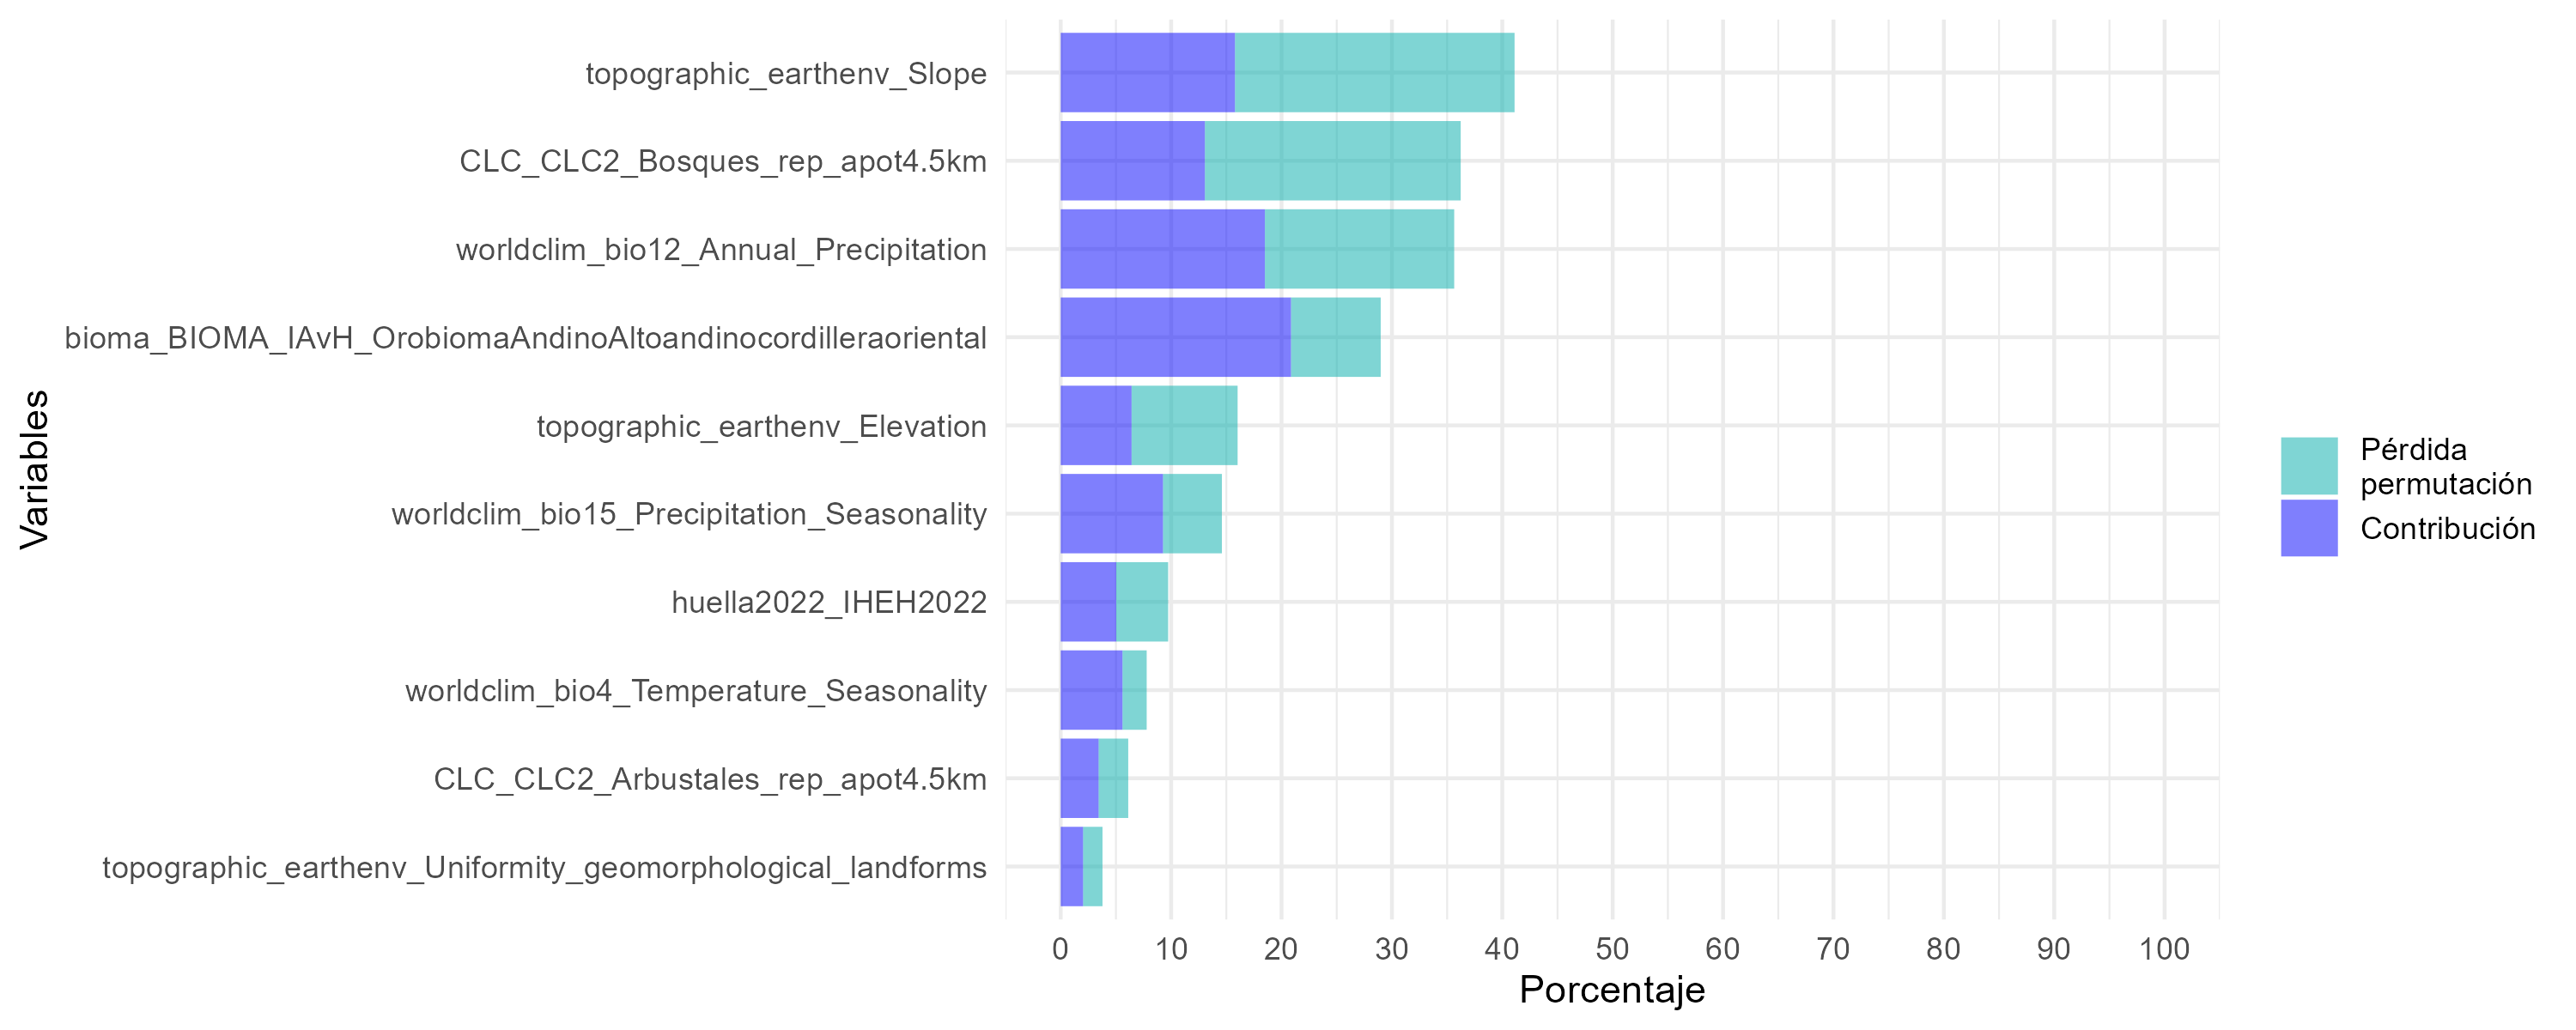 topographic_earthenv_Slope
CLC_CLC2_Bosques_rep_apot4.5km
worldclim_bio12_Annual_Precipitation
bioma_BIOMA_IAvH_OrobiomaAndinoAltoandinocordilleraoriental
topographic_earthenv_Elevation
worldclim_bio15_Precipitation_Seasonality
huella2022_IHEH2022
worldclim_bio4_Temperature_Seasonality
CLC_CLC2_Arbustales_rep_apot4.5km
topographic_earthenv_Uniformity_geomorphological_landforms
Variables
0 10 20 30 40 50 60 70 80 90 100
Porcentaje
Pérdida
permutación
Contribución